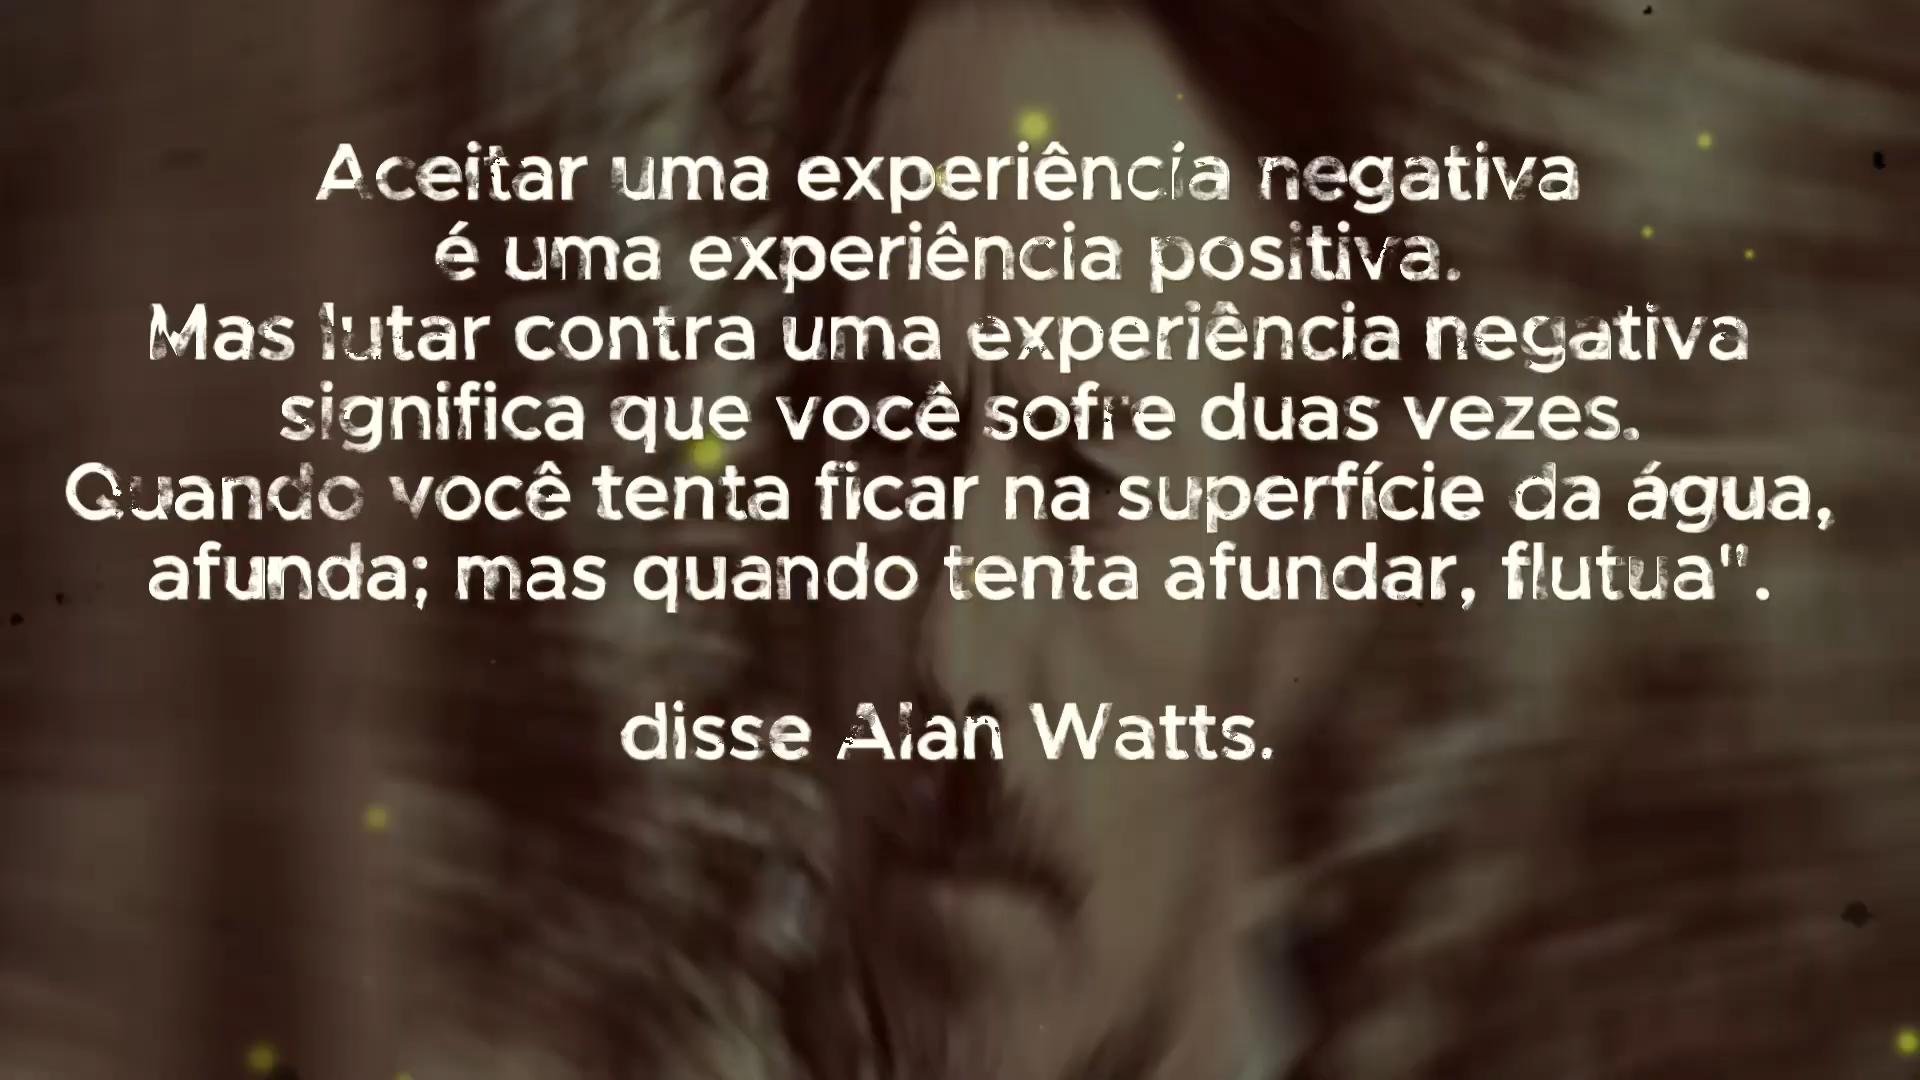 Aceitar uma experiência negativa
é uma experiência positiva.
Mas lutar contra uma experiência negativa
significa que você sofre duas vezes.
Quando você tenta ficar na superfície da água,
afunda; mas quando tenta afundar, flutua".
disse Alan Watts.